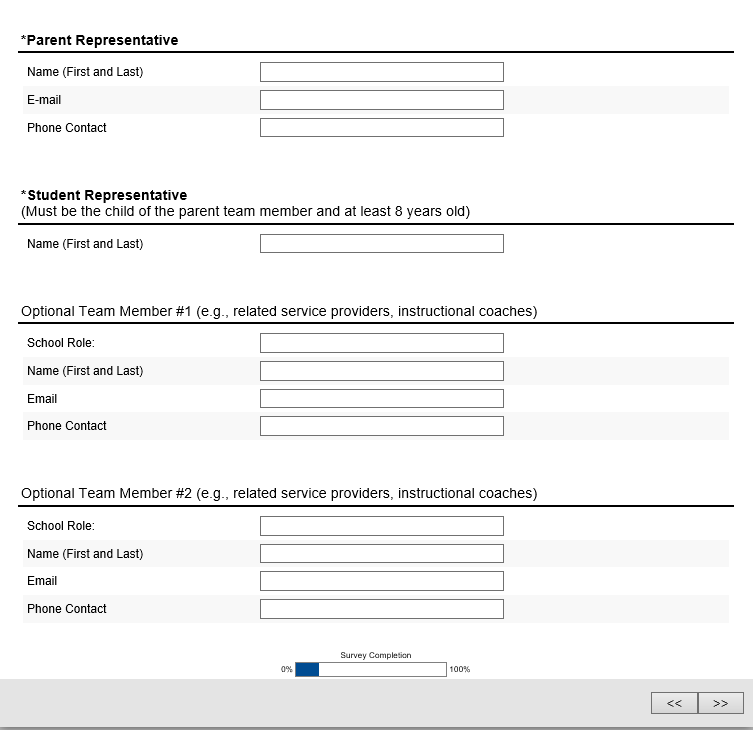 *Parent Representative
Name (First and Last)
E-mail
Phone Contact
*Student Representative
(Must be the child of the parent team member and at least 8 years old)
Name (First and Last)
Optional Team Member #1 (e.g., related service providers, instructional coaches)
School Role:
Name (First and Last)
Email
Phone Contact
Optional Team Member #2 (e.g., related service providers, instructional coaches)
School Role:
Name (First and Last)
Email
Phone Contact
Survey Completion
0% 100%
<< >>